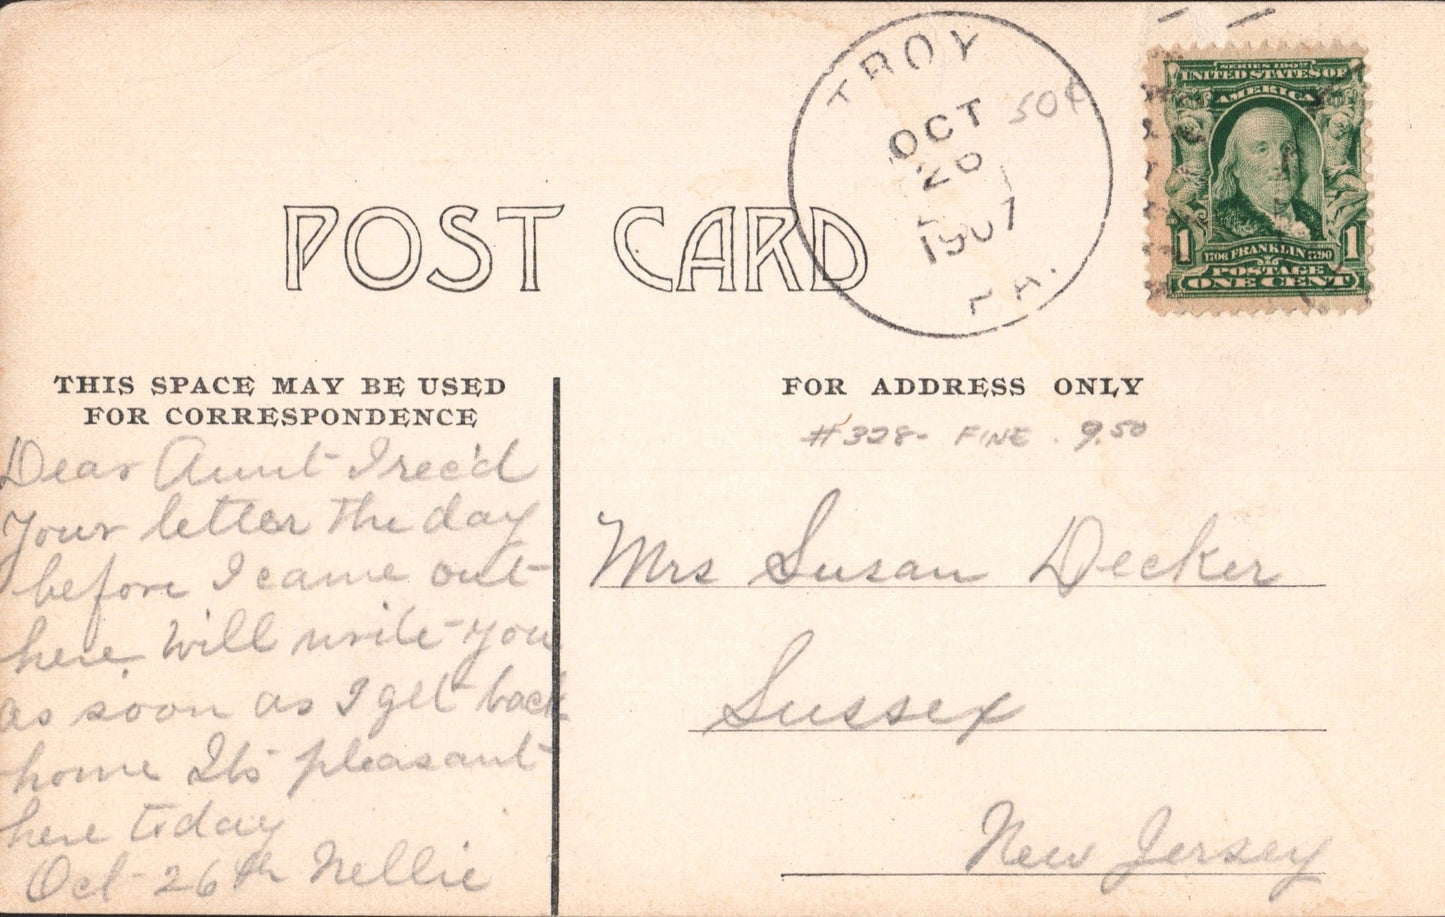 TROY
OCT
26
1907
PA.
50¢
SERIES 1902
UNITED STATES OF
AMERICA
1 1
1706 FRANKLIN 1790
POSTAGE
ONE CENT
POST CARD
THIS SPACE MAY BE USED
FOR CORRESPONDENCE
Dear Aunt I rec'd
Your letter the day
before I came out
here. Will write you
as soon as I get back
home Its pleasant
here today
Oct 26th Nellie
FOR ADDRESS ONLY
#328- FINE. 9.50
Mrs Susan Decker
Sussex
New Jersey